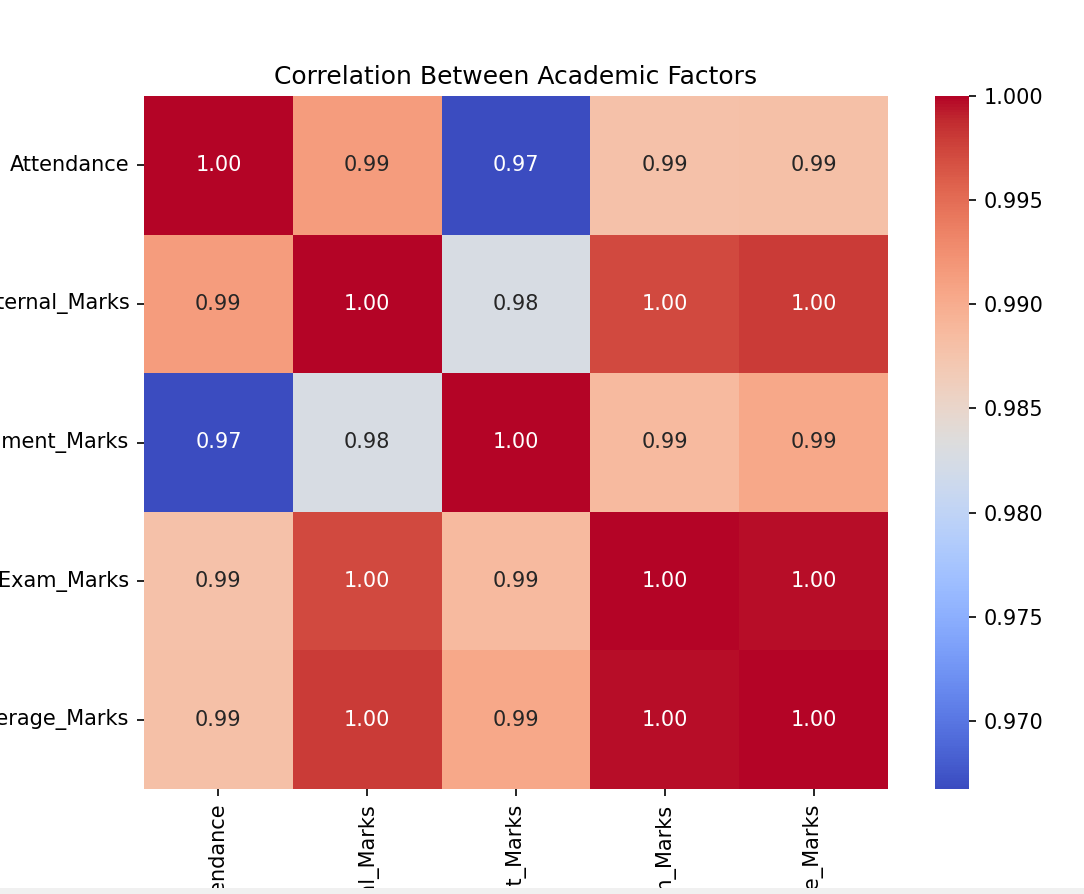 Correlation Between Academic Factors
1.000
Attendance 1.00 0.99 0.97 0.99 0.99
0.995
ternal_Marks 0.99 1.00 0.98 1.00 1.00
0.990
0.985
ment_Marks 0.97 0.98 1.00 0.99 0.99
0.980
Exam_Marks 0.99 1.00 0.99 1.00 1.00
0.975
erage_Marks 0.99 1.00 0.99 1.00 1.00
0.970
endance
al_Marks
t_Marks
n_Marks
e_Marks